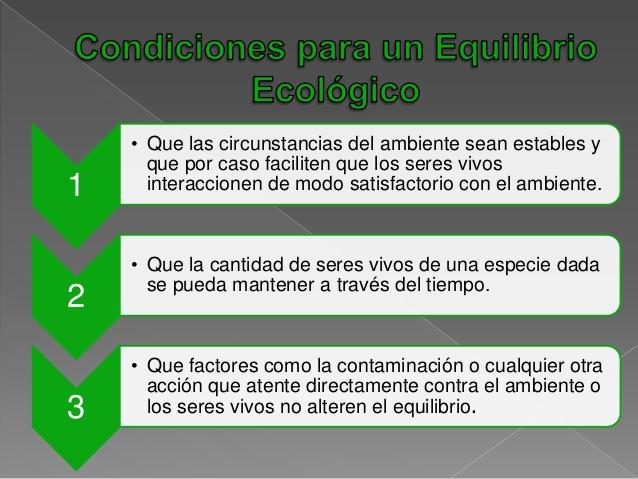 Condiciones para un Equilibrio
Ecológico
1
• Que las circunstancias del ambiente sean estables y
que por caso faciliten que los seres vivos
interaccionen de modo satisfactorio con el ambiente.
2
• Que la cantidad de seres vivos de una especie dada
se pueda mantener a través del tiempo.
3
• Que factores como la contaminación o cualquier otra
acción que atente directamente contra el ambiente o
los seres vivos no alteren el equilibrio.